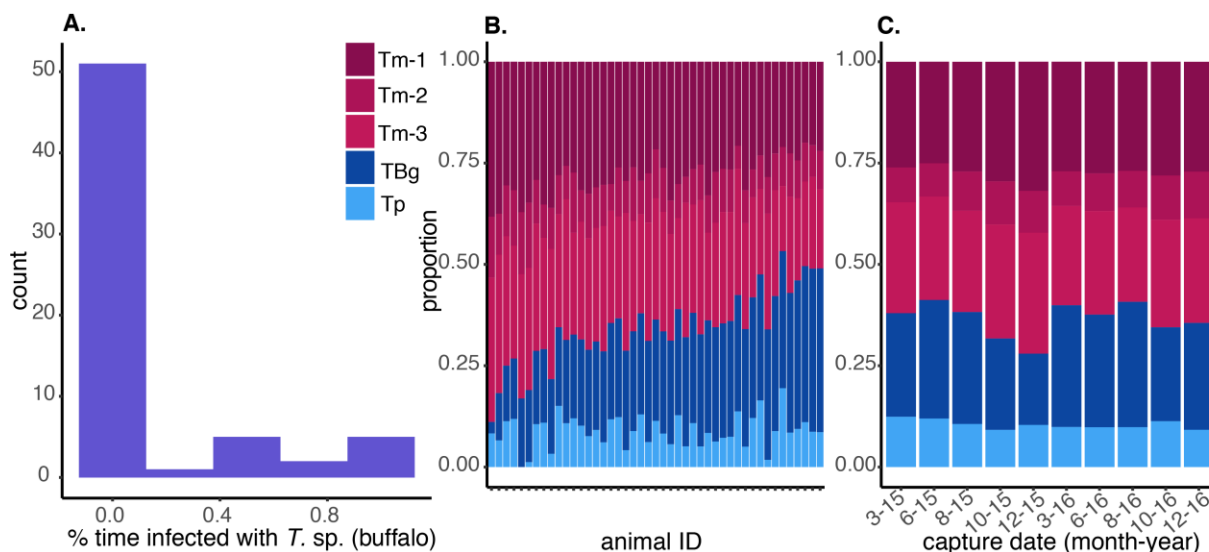 A.
count
50
40
30
20
10
0
0.0 0.4 0.8
% time infected with T. sp. (buffalo)
Tm-1
Tm-2
Tm-3
TBg
Tp
B.
proportion
1.00
0.75
0.50
0.25
0.00
animal ID
C.
1.00
0.75
0.50
0.25
0.00
3-15 6-15 8-15 10-15 12-15 3-16 6-16 8-16 10-16 12-16
capture date (month-year)